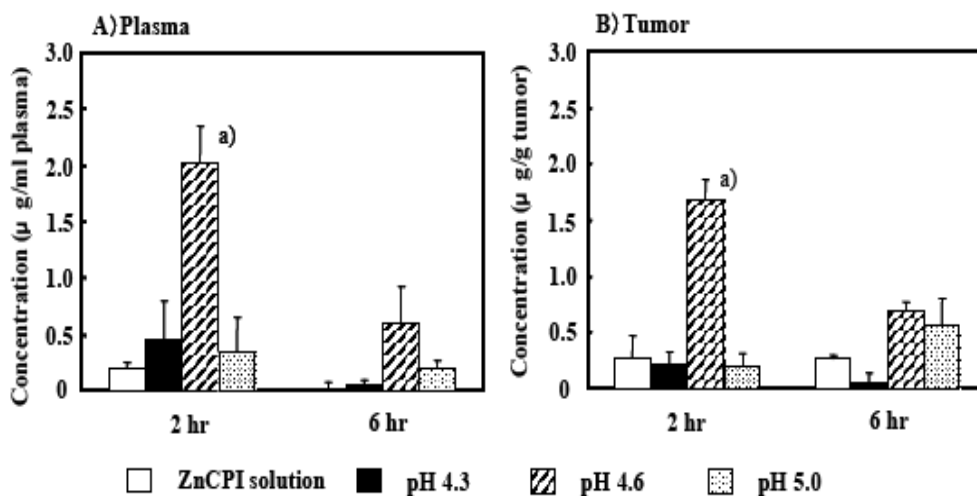 A) Plasma
Concentration (μ g/ml plasma)
3.0
2.5
2.0
1.5
1.0
0.5
0
a)
2 hr
6 hr
B) Tumor
Concentration (μ g/g tumor)
3.0
2.5
2.0
1.5
1.0
0.5
0
a)
2 hr
6 hr
ZnCPI solution
pH 4.3
pH 4.6
pH 5.0